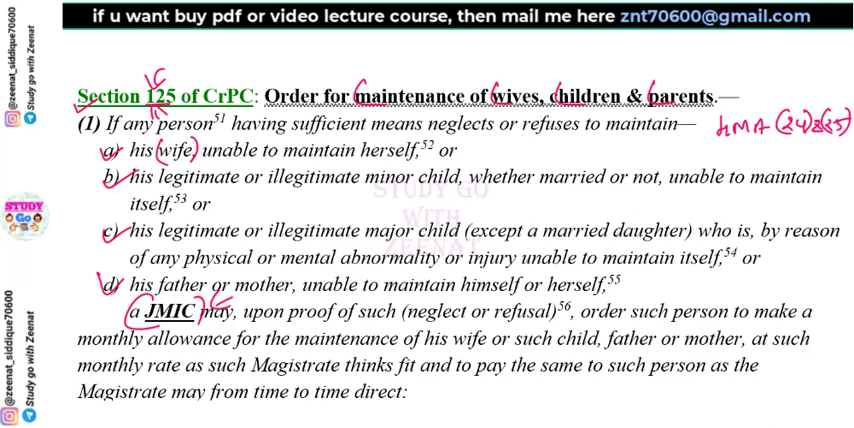 if u want buy pdf or video lecture course, then mail me here znt70600@gmail.com
@zeenat_siddique70600
Study go with Zeenat
Section 125 of CrPC: Order for maintenance of wives, children & parents.—
(1) If any person51 having sufficient means neglects or refuses to maintain—
HMA (24) & (25)
a) his wife, unable to maintain herself,52 or
b) his legitimate or illegitimate minor child, whether married or not, unable to maintain
itself,53 or
STUDY GO
WITH
ZEENAT
STUDY
Go
c) his legitimate or illegitimate major child (except a married daughter) who is, by reason
of any physical or mental abnormality or injury unable to maintain itself,54 or
d) his father or mother, unable to maintain himself or herself,55
a JMIC may, upon proof of such (neglect or refusal)56, order such person to make a
monthly allowance for the maintenance of his wife or such child, father or mother, at such
monthly rate as such Magistrate thinks fit and to pay the same to such person as the
Magistrate may from time to time direct:
@zeenat_siddique70600
Study go with Zeenat